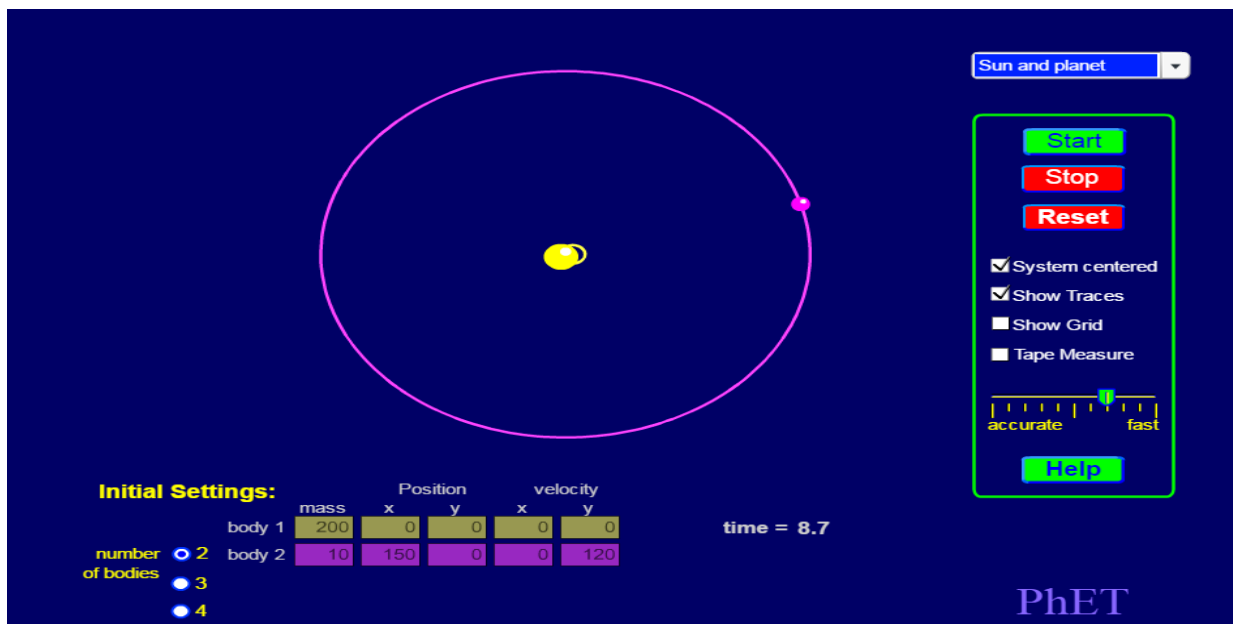 Sun and planet
Start
Stop
Reset
System centered
Show Traces
Show Grid
Tape Measure
accurate fast
Help
Initial Settings:
Position velocity
mass x y x y
body 1 200 0 0 0 0
time = 8.7
number of bodies
2 body 2 10 150 0 0 120
3
4
PhET